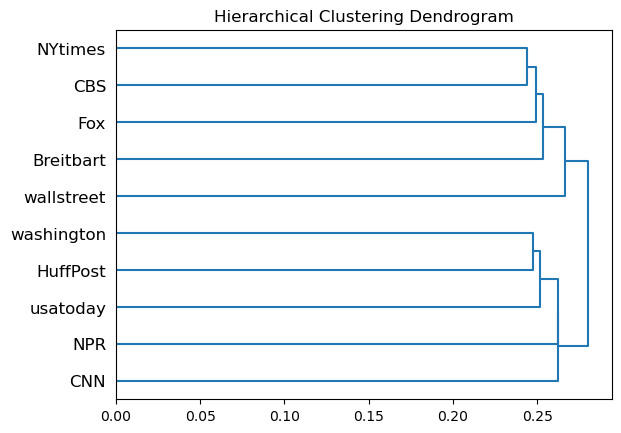 Hierarchical Clustering Dendrogram
NYtimes
CBS
Fox
Breitbart
wallstreet
washington
HuffPost
usatoday
NPR
CNN
0.00 0.05 0.10 0.15 0.20 0.25